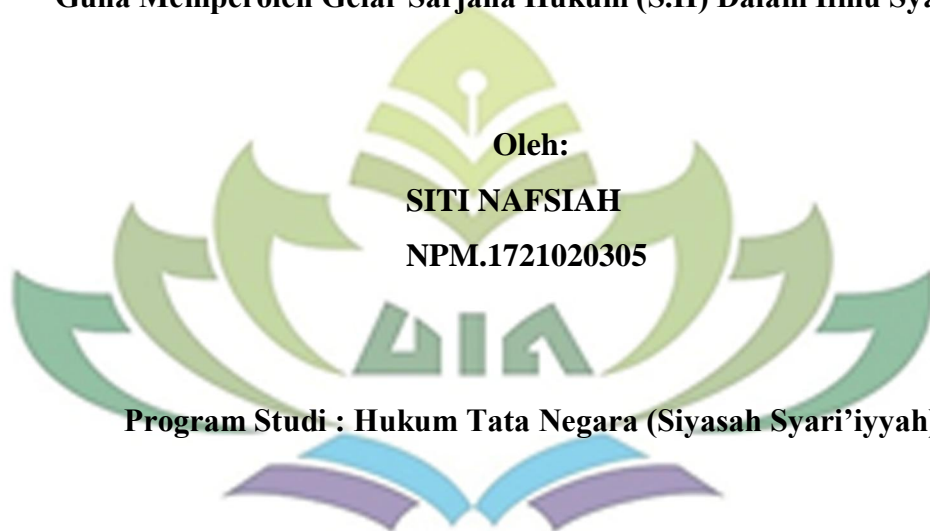 Guna Memperoleh Gelar Sarjana Hukum (S.H) Dalam Ilmu
Oleh:
SITI NAFSIAH
NPM.1721020305
UIN
Program Studi : Hukum Tata Negara (Siyasah Syari’iyyah)